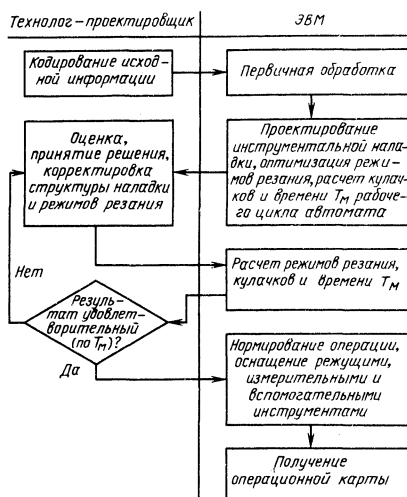 Технолог-проектировщик
ЭВМ
Кодирование исход-
ной информации
Первичная обработка
Проектирование
инструментальной нала-
дки, оптимизация режи-
мов резания, расчет кулач-
ков и времени Tм рабоче-
го цикла автомата
Оценка,
принятие решения,
корректировка
структуры наладки
и режимов резания
Расчет режимов резания,
кулачков и времени Tм
Нет
Резуль-
тат удовлет-
ворительный
(по Tм)?
Да
Нормирование операции,
оснащение режущими,
измерительными и
вспомогательными
инструментами
Получение
операционной карты